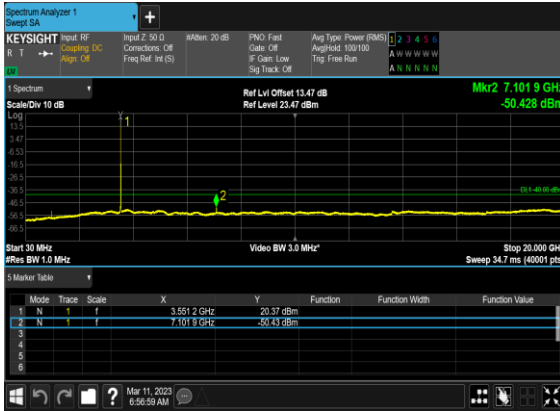 Spectrum Analyzer 1
Swept SA
+
KEYSIGHT Input: RF
R T Coupling: DC
Align: Off
Input Z: 50 Ω
Corrections: Off
Freq Ref: Int (S)
#Atten: 20 dB
PNO: Fast
Gate: Off
IF Gain: Low
Sig Track: Off
Avg Type: Power (RMS)
Avg|Hold: 100/100
Trig: Free Run
1 2 3 4 5 6
A W W W W W
A N N N N N
1 Spectrum
Scale/Div 10 dB
Ref Lvl Offset 13.47 dB
Ref Level 23.47 dBm
Mkr2 7.101 9 GHz
-50.428 dBm
Log
13.5
3.47
-6.53
-16.5
-26.5
-36.5
-46.5
-56.5
-66.5
1
2
DL1 -40.00 dBm
Start 30 MHz
#Res BW 1.0 MHz
Video BW 3.0 MHz*
Stop 20.000 GHz
Sweep 34.7 ms (40001 pts)
5 Marker Table
Mode Trace Scale X Y Function Function Width Function Value
1 N 1 f 3.551 2 GHz 20.37 dBm
2 N 1 f 7.101 9 GHz -50.43 dBm
3
4
5
6
?
Mar 11, 2023
6:56:59 AM